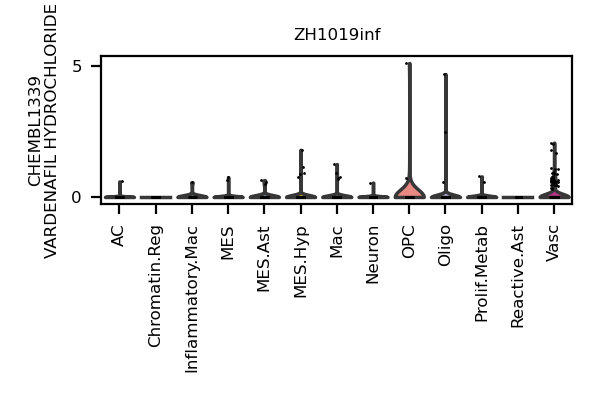 ZH1019inf
CHEMBL1339
VARDENAFIL HYDROCHLORIDE
5
0
AC
Chromatin.Reg
Inflammatory.Mac
MES
MES.Ast
MES.Hyp
Mac
Neuron
OPC
Oligo
Prolif.Metab
Reactive.Ast
Vasc